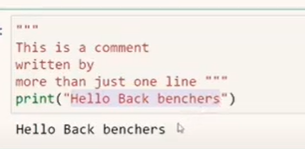 """
This is a comment
written by
more than just one line """
print("Hello Back benchers")
Hello Back benchers